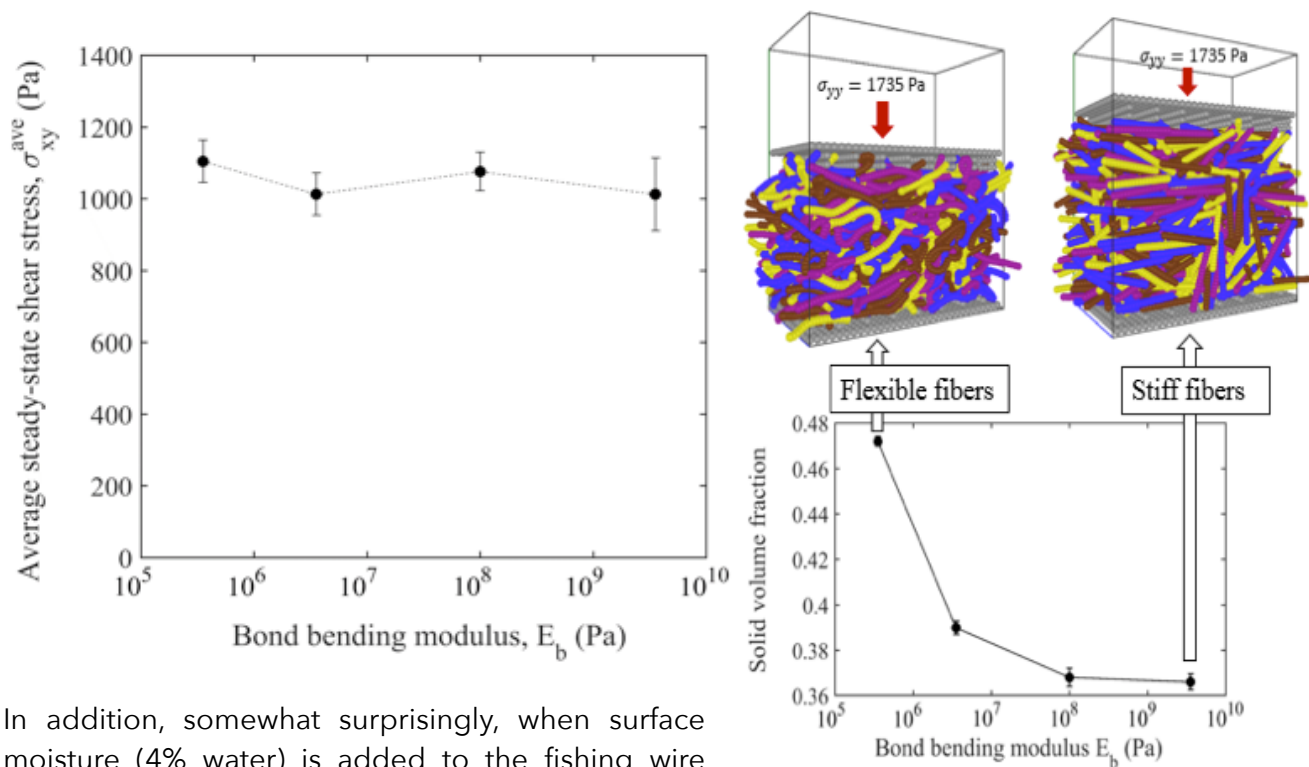 1400
1200
1000
800
600
400
200
0
Average steady-state shear stress, σ_xy^ave (Pa)
10^5 10^6 10^7 10^8 10^9 10^10
Bond bending modulus, E_b (Pa)
σ_yy = 1735 Pa
σ_yy = 1735 Pa
Flexible fibers
Stiff fibers
0.48
0.46
0.44
0.42
0.4
0.38
0.36
Solid volume fraction
10^5 10^6 10^7 10^8 10^9 10^10
Bond bending modulus E_b (Pa)
In addition, somewhat surprisingly, when surface
moisture (4% water) is added to the fishing wire